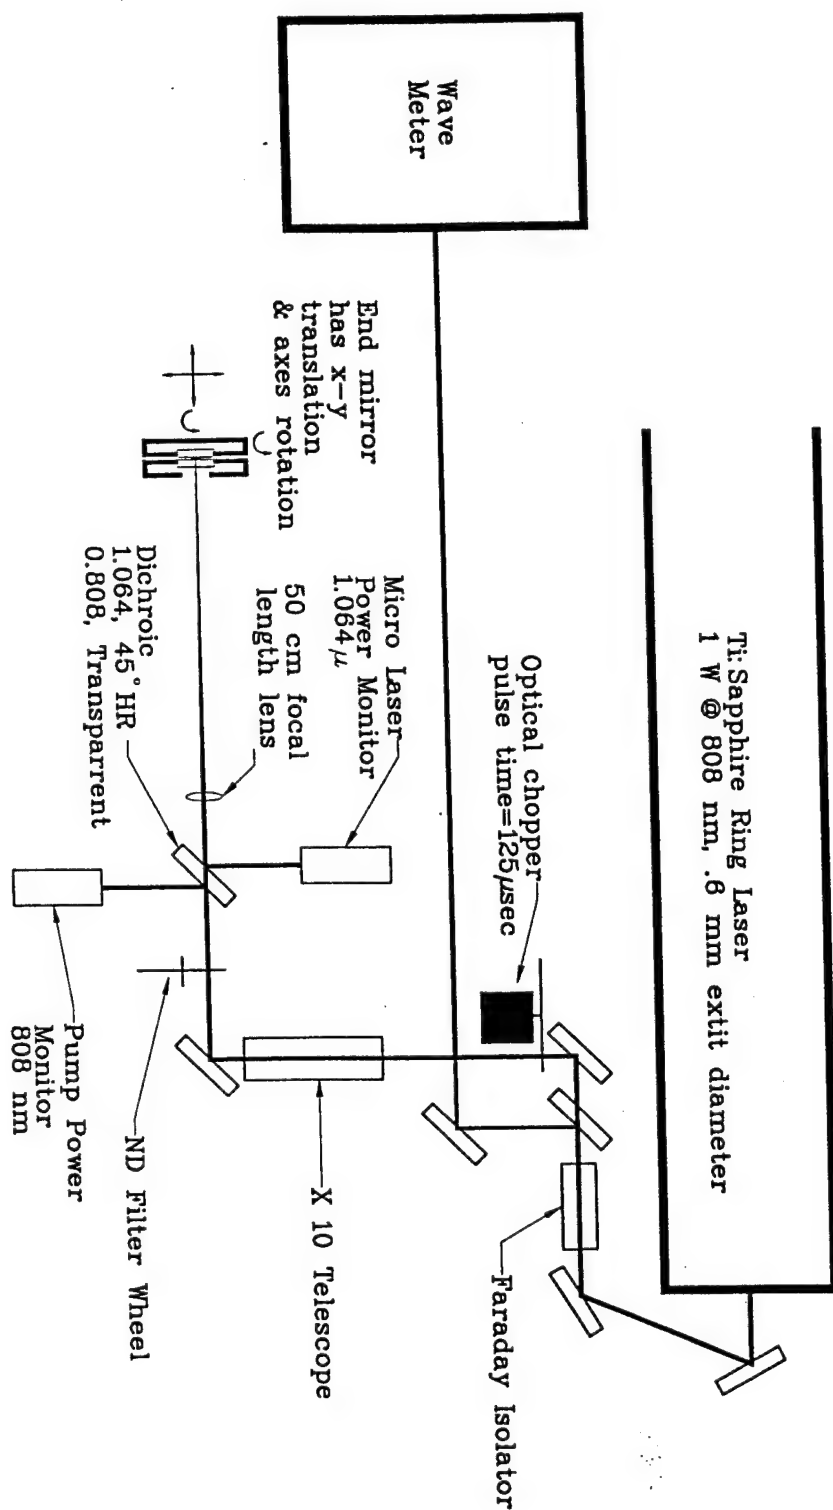 Ti:Sapphire Ring Laser
1 W @ 808 nm, .6 mm extit diameter
Wave
Meter
Optical chopper
pulse time=125μsec
Faraday Isolator
End mirror
has x-y
translation
& axes rotation
Micro Laser
Power Monitor
1.064μ
50 cm focal
length lens
X 10 Telescope
Dichroic
1.064, 45°HR
0.808, Transparrent
ND Filter Wheel
Pump Power
Monitor
808 nm